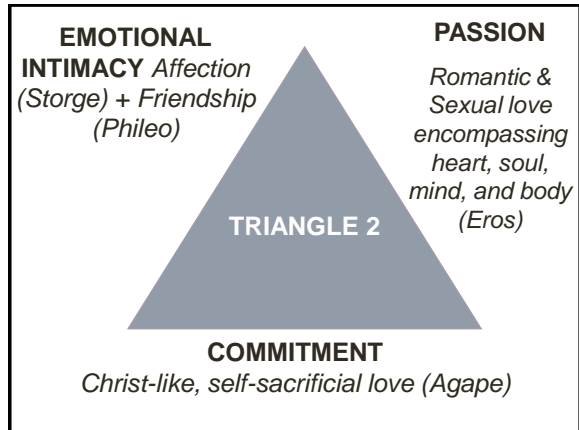 EMOTIONAL
INTIMACY Affection
(Storge) + Friendship
(Phileo)
PASSION
Romantic &
Sexual love
encompassing
heart, soul,
mind, and body
(Eros)
TRIANGLE 2
COMMITMENT
Christ-like, self-sacrificial love (Agape)